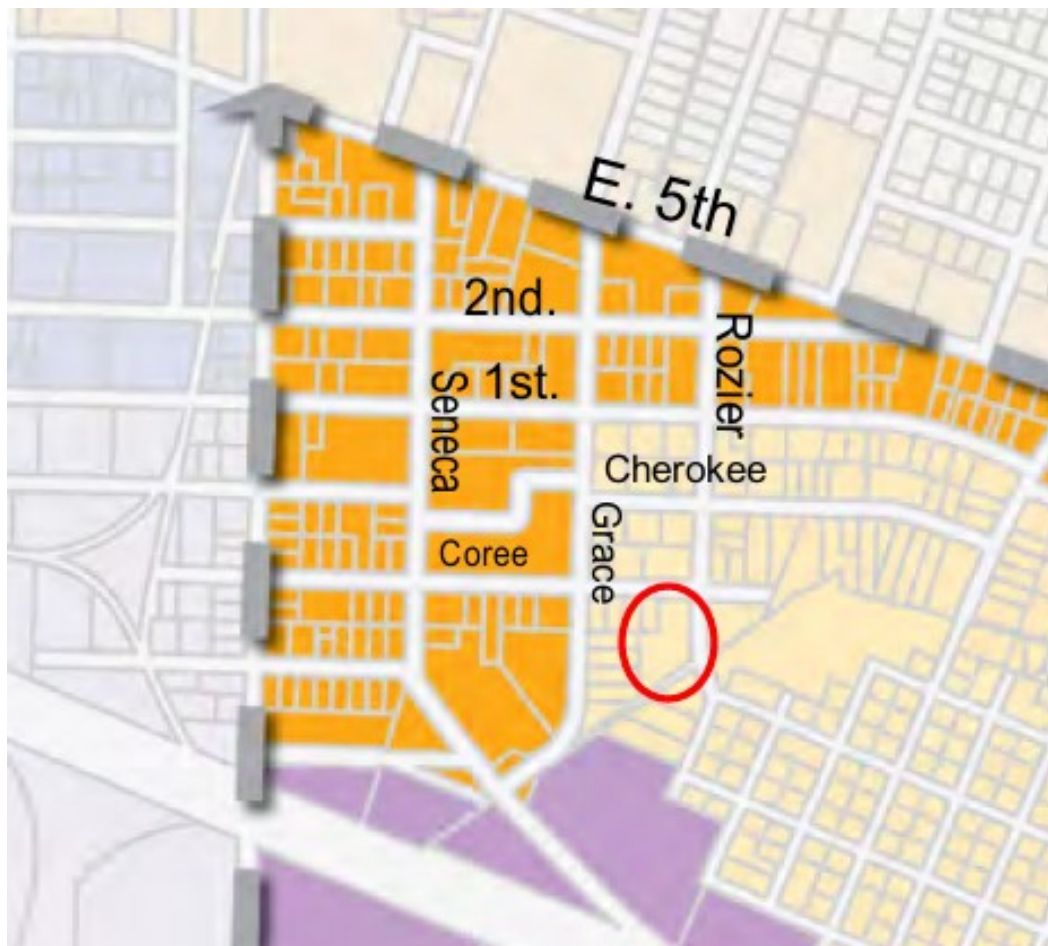 E. 5th
2nd.
Rozier
1st.
Seneca
Cherokee
Grace
Coree